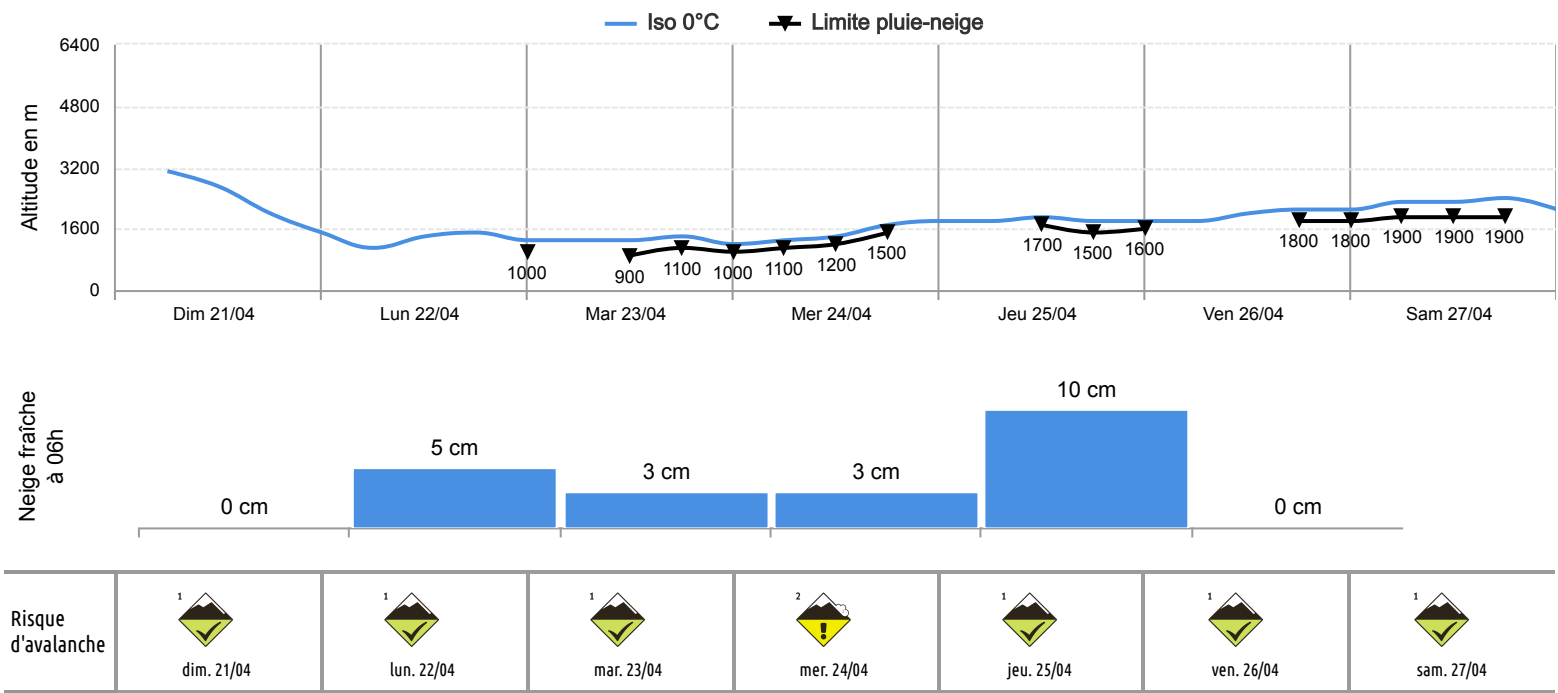 Iso 0°C Limite pluie-neige
Altitude en m
6400
4800
3200
1600
0
1000 900 1100 1000 1100 1200 1500 1700 1500 1600 1800 1800 1900 1900 1900
Dim 21/04 Lun 22/04 Mar 23/04 Mer 24/04 Jeu 25/04 Ven 26/04 Sam 27/04
Neige fraîche
à 06h
0 cm 5 cm 3 cm 3 cm 10 cm 0 cm
Risque
d'avalanche
1 1 1 2 1 1 1
!
dim. 21/04 lun. 22/04 mar. 23/04 mer. 24/04 jeu. 25/04 ven. 26/04 sam. 27/04